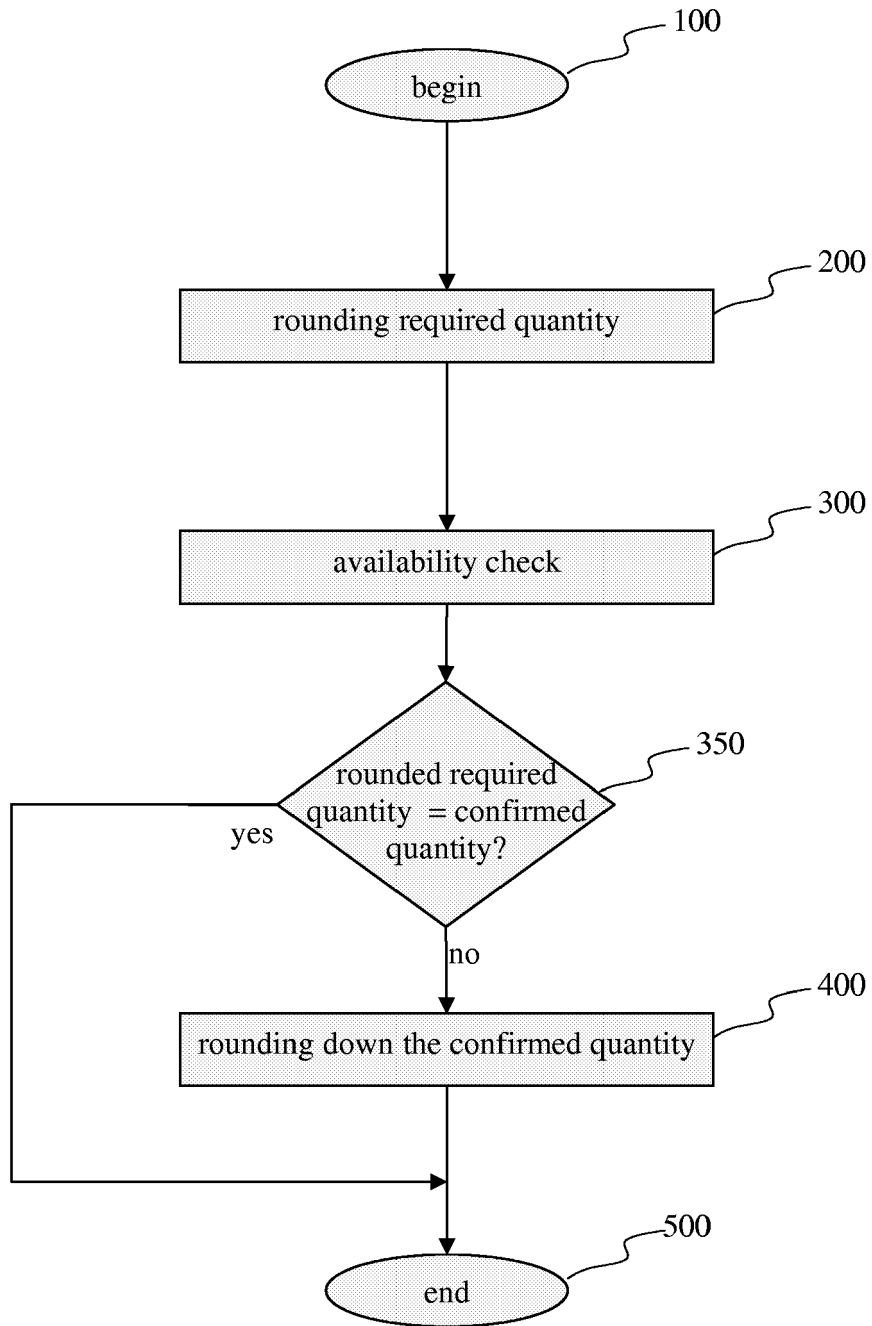 100
begin
200
rounding required quantity
300
availability check
350
rounded required
quantity = confirmed
quantity?
yes
no
400
rounding down the confirmed quantity
500
end